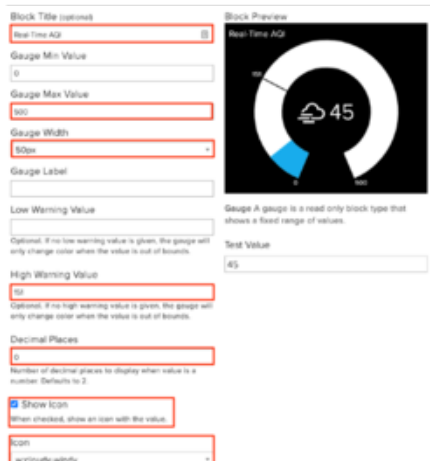 Block Title (optional)
Real-Time AQI
Gauge Min Value
0
Gauge Max Value
500
Gauge Width
50px
Gauge Label
Low Warning Value
Optional. If no low warning value is given, the gauge will
only change color when the value is out of bounds.
High Warning Value
151
Optional. If no high warning value is given, the gauge will
only change color when the value is out of bounds.
Decimal Places
0
Number of decimal places to display when value is a
number. Defaults to 2.
Show Icon
When checked, show an icon with the value.
Icon
Block Preview
Real-Time AQI
151
45
0
500
Gauge A gauge is a read only block type that
shows a fixed range of values.
Test Value
45